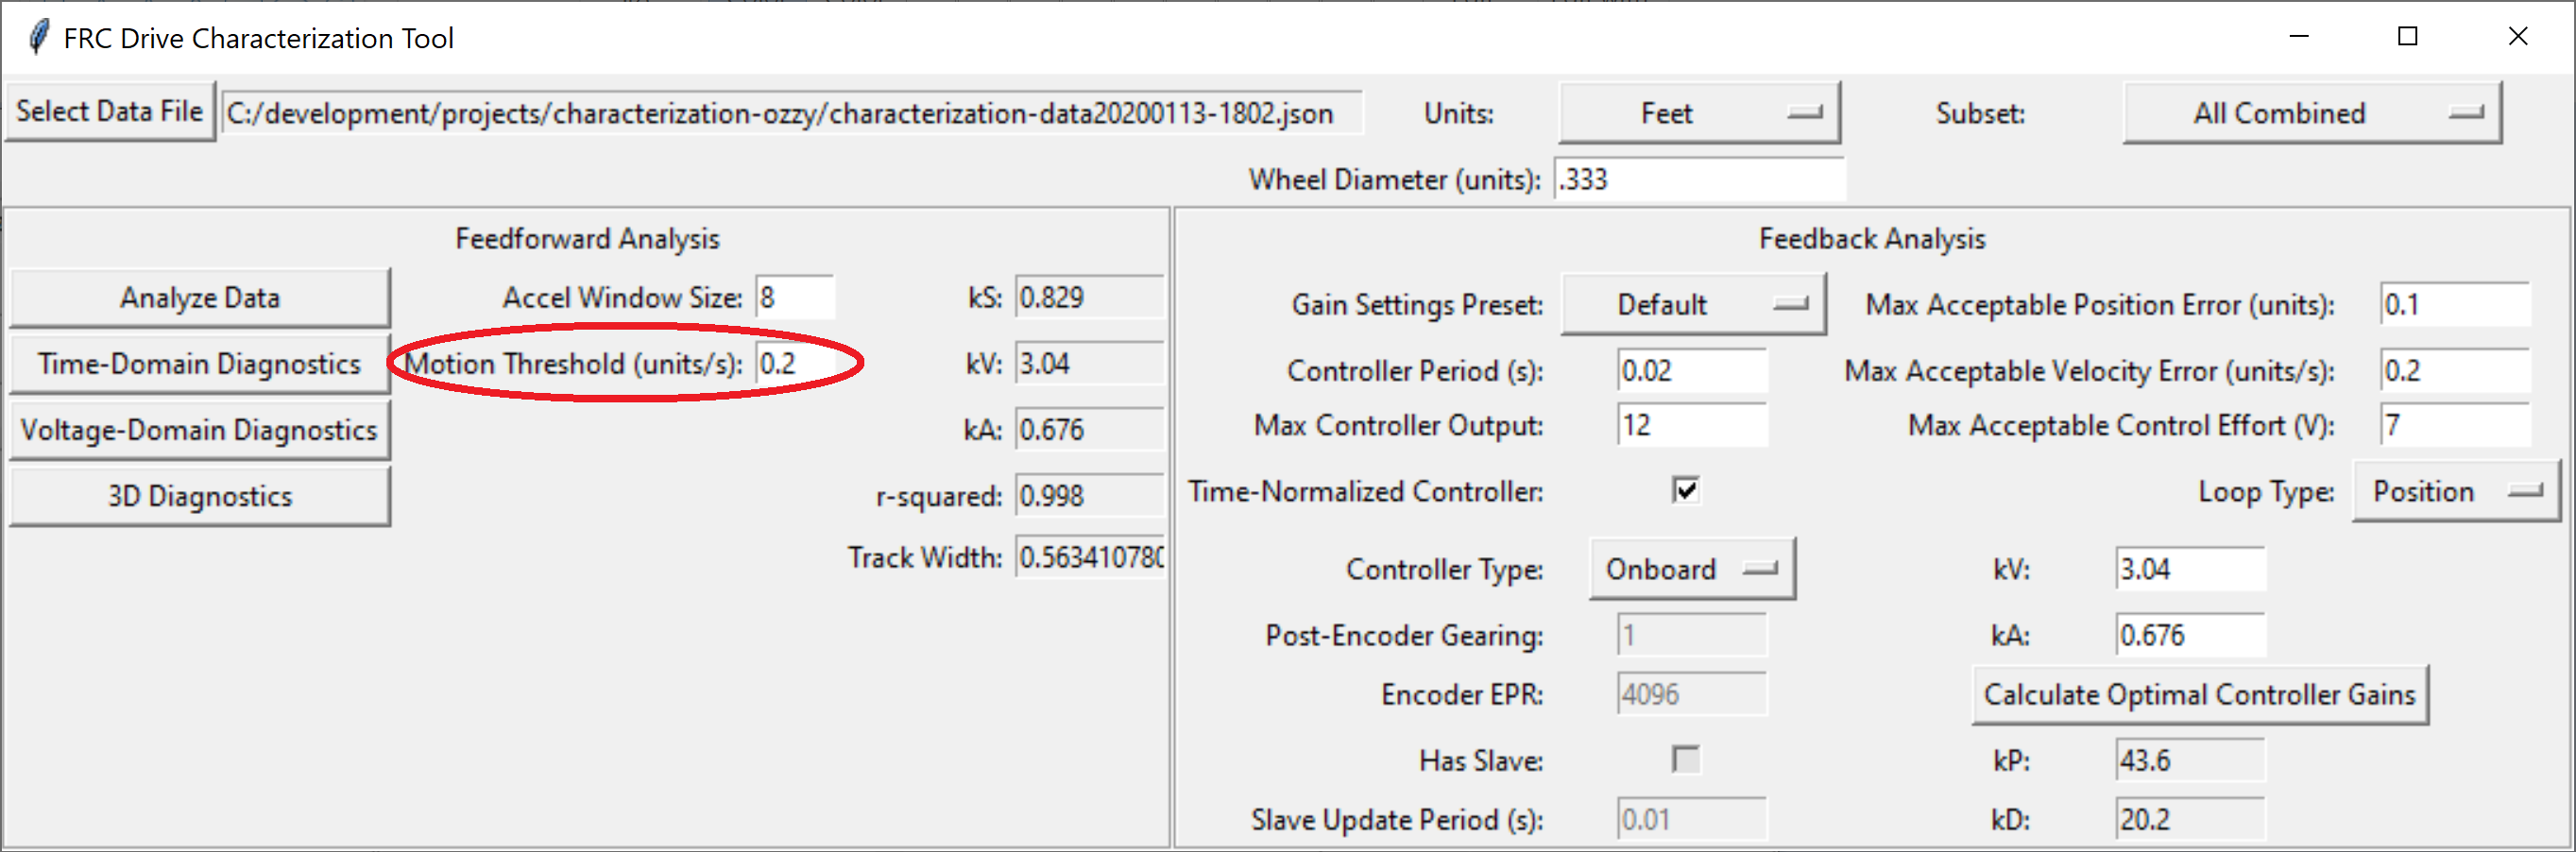 FRC Drive Characterization Tool
Select Data File C:/development/projects/characterization-ozzy/characterization-data20200113-1802.json Units: Feet Subset: All Combined
Wheel Diameter (units): .333
Feedforward Analysis
Analyze Data Accel Window Size: 8 kS: 0.829
Time-Domain Diagnostics Motion Threshold (units/s): 0.2 kV: 3.04
Voltage-Domain Diagnostics kA: 0.676
3D Diagnostics r-squared: 0.998
Track Width: 0.563410780
Feedback Analysis
Gain Settings Preset: Default Max Acceptable Position Error (units): 0.1
Controller Period (s): 0.02 Max Acceptable Velocity Error (units/s): 0.2
Max Controller Output: 12 Max Acceptable Control Effort (V): 7
Time-Normalized Controller: Loop Type: Position
Controller Type: Onboard kV: 3.04
Post-Encoder Gearing: 1 kA: 0.676
Encoder EPR: 4096 Calculate Optimal Controller Gains
Has Slave: kP: 43.6
Slave Update Period (s): 0.01 kD: 20.2